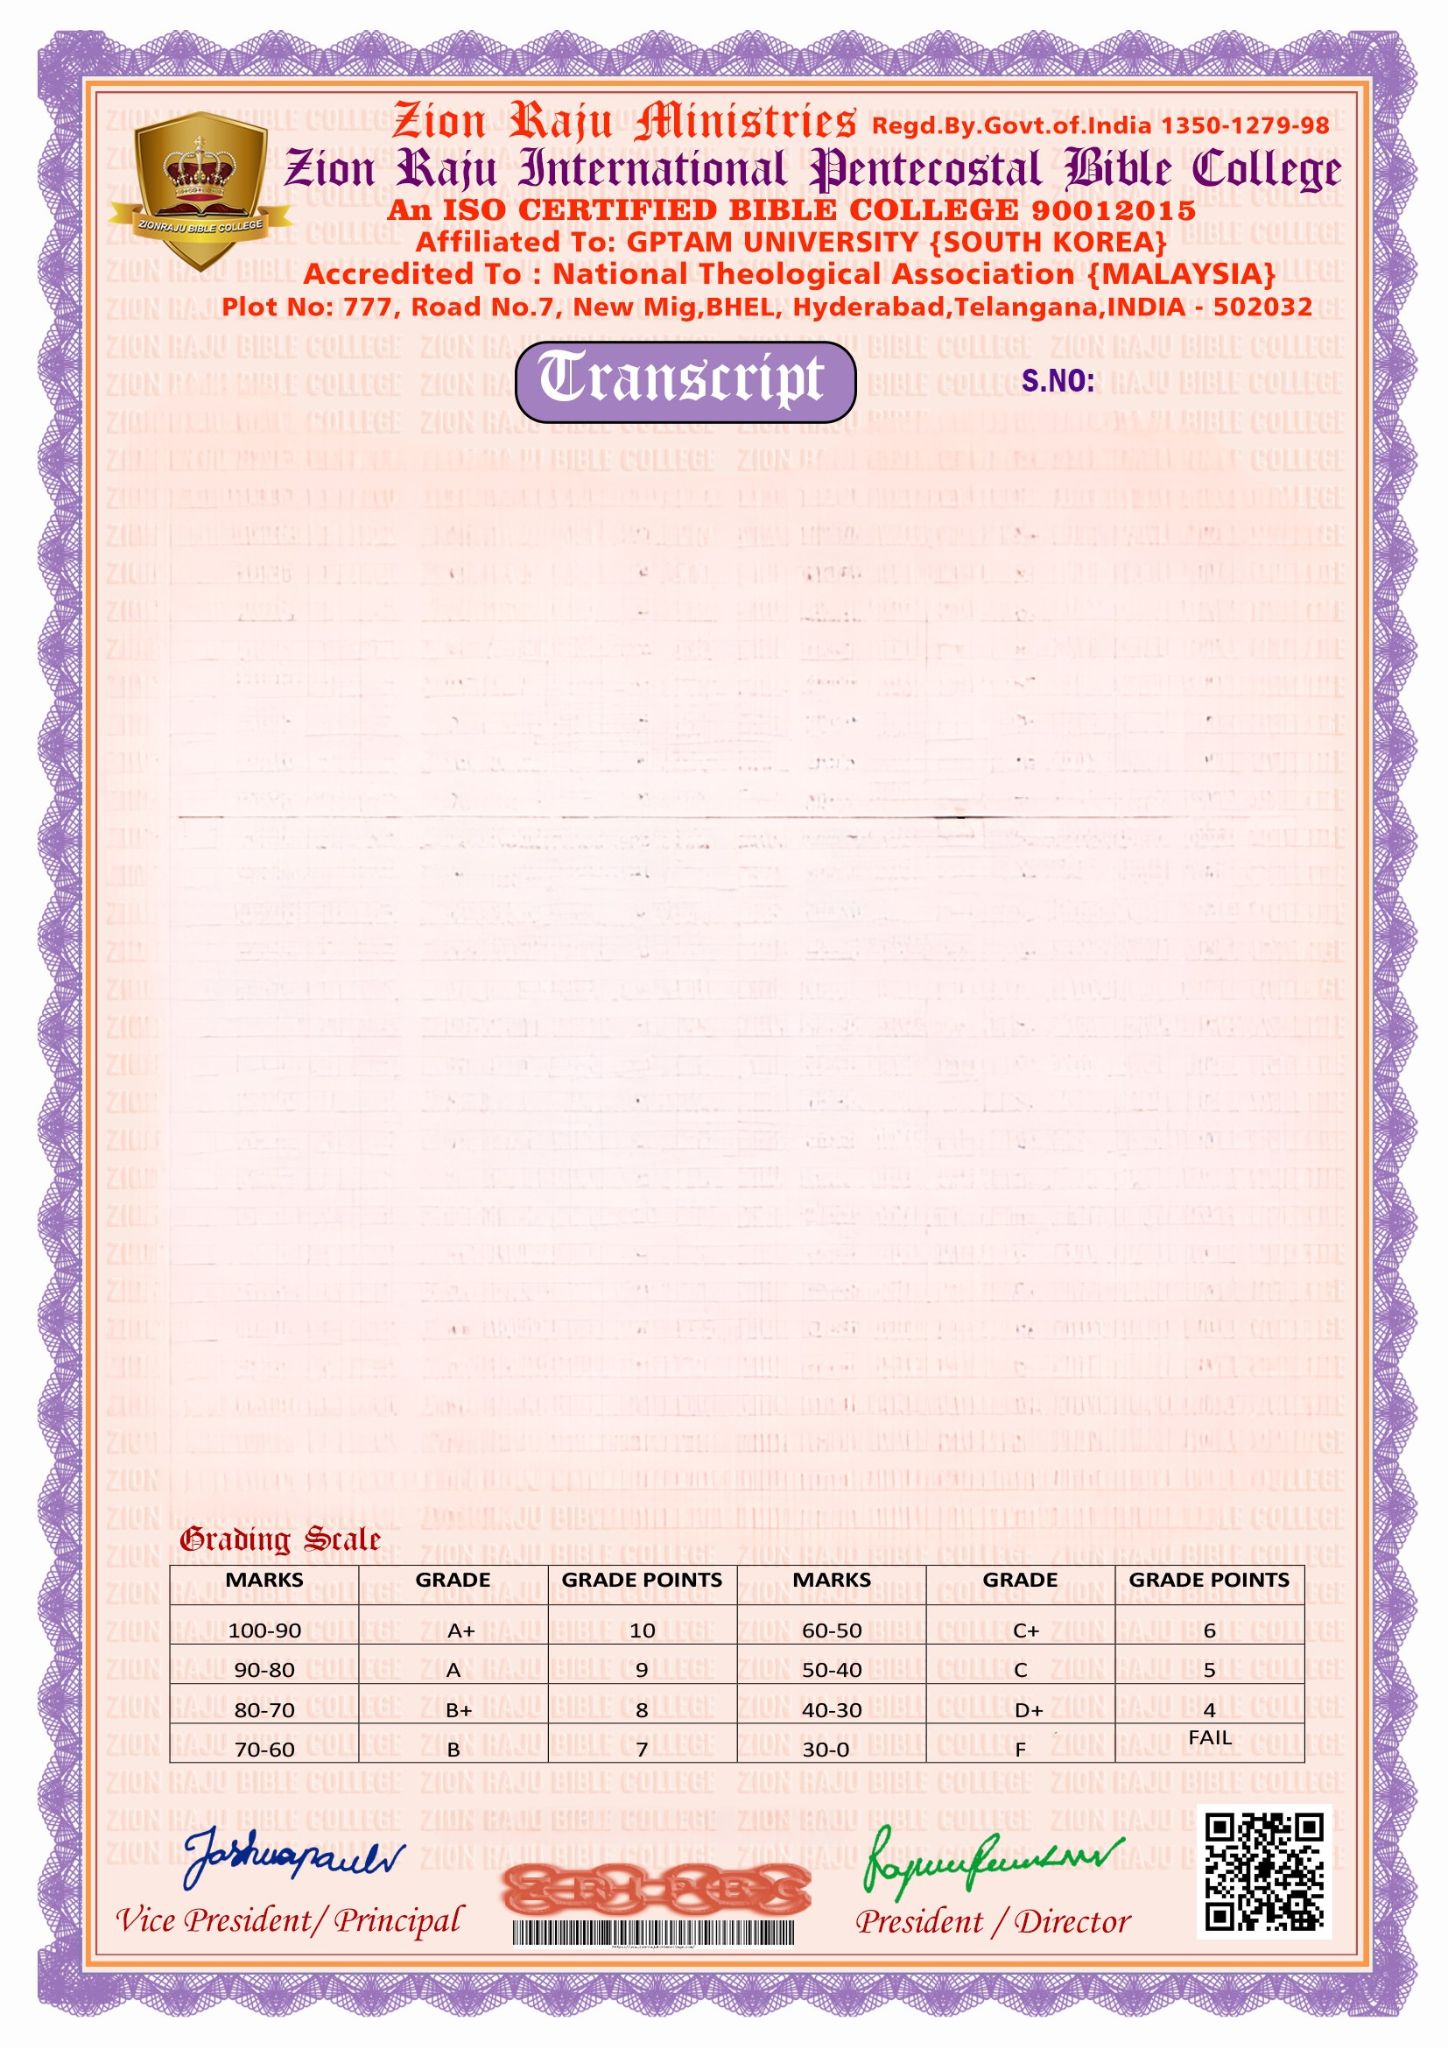 Zion Raju Ministries Regd.By.Govt.of.India 1350-1279-98
Zion Raju International Pentecostal Bible College
An ISO CERTIFIED BIBLE COLLEGE 90012015
Affiliated To: GPTAM UNIVERSITY {SOUTH KOREA}
Accredited To : National Theological Association {MALAYSIA}
Plot No: 777, Road No.7, New Mig,BHEL, Hyderabad,Telangana,INDIA - 502032
ZIONRAJU BIBLE COLLEGE
Transcript
S.NO:
Grading Scale
MARKS GRADE GRADE POINTS MARKS GRADE GRADE POINTS
100-90 A+ 10 60-50 C+ 6
90-80 A 9 50-40 C 5
80-70 B+ 8 40-30 D+ 4
70-60 B 7 30-0 F FAIL
Joshuapaul
Vice President/ Principal
ZRIPBC
President / Director